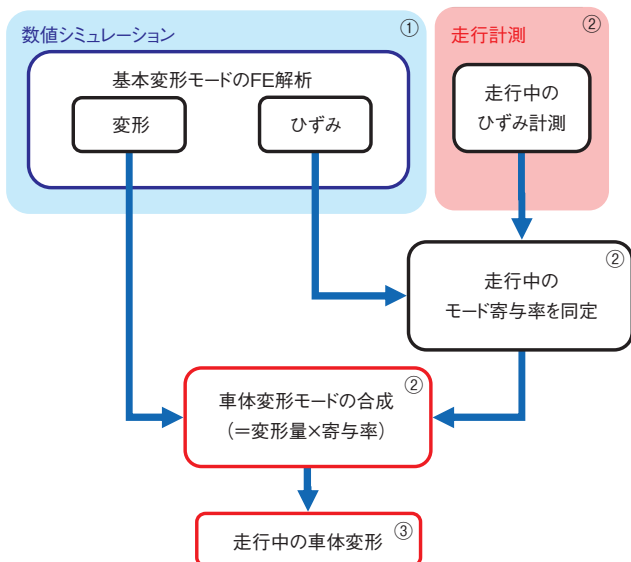 数値シミュレーション
①
走行計測
②
基本変形モードのFE解析
変形
ひずみ
走行中の
ひずみ計測
②
走行中の
モード寄与率を同定
②
車体変形モードの合成
(＝変形量×寄与率)
③
走行中の車体変形